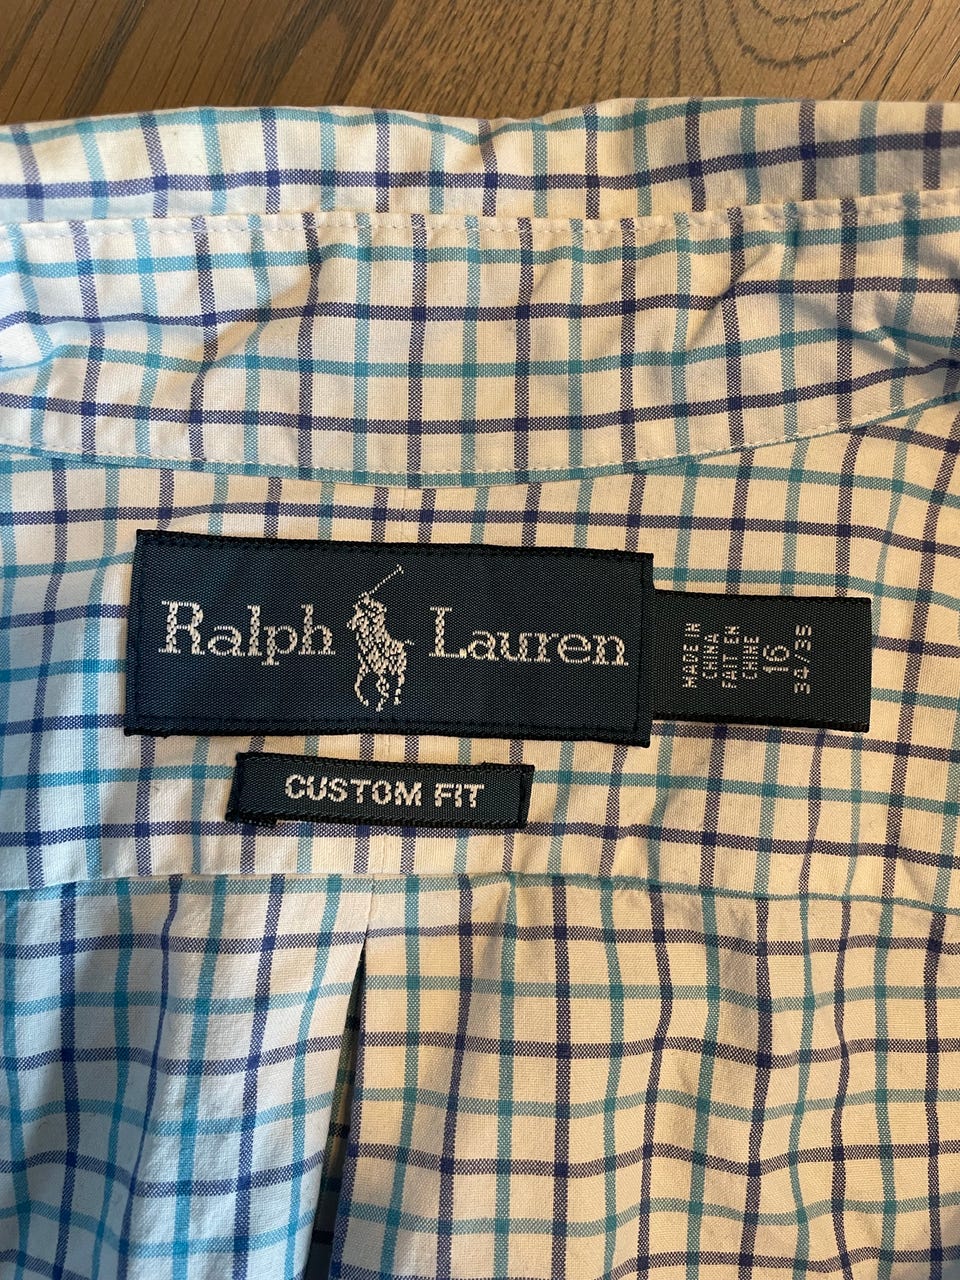 Ralph Lauren
MADE IN
CHINA
FAIT EN
CHINE
16
34/35
CUSTOM FIT